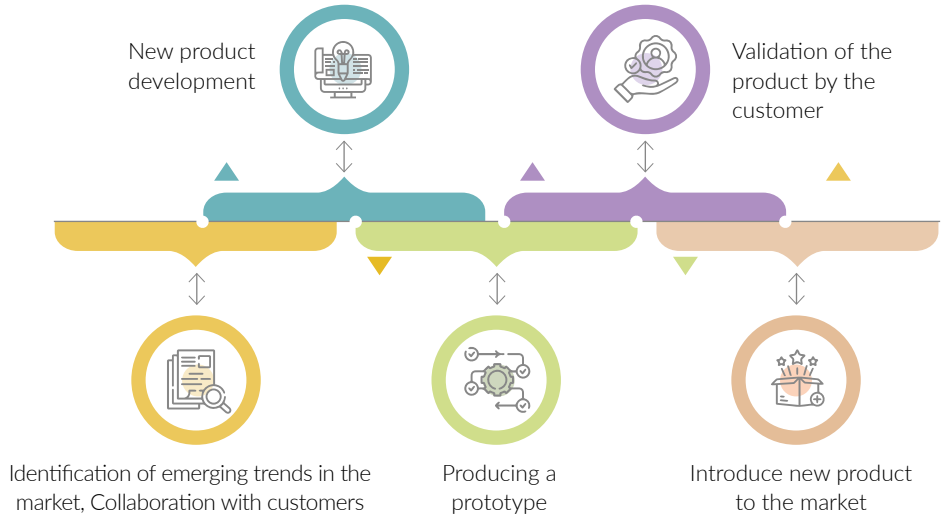 New product
development
Validation of the
product by the
customer
Identification of emerging trends in the
market, Collaboration with customers
Producing a
prototype
Introduce new product
to the market